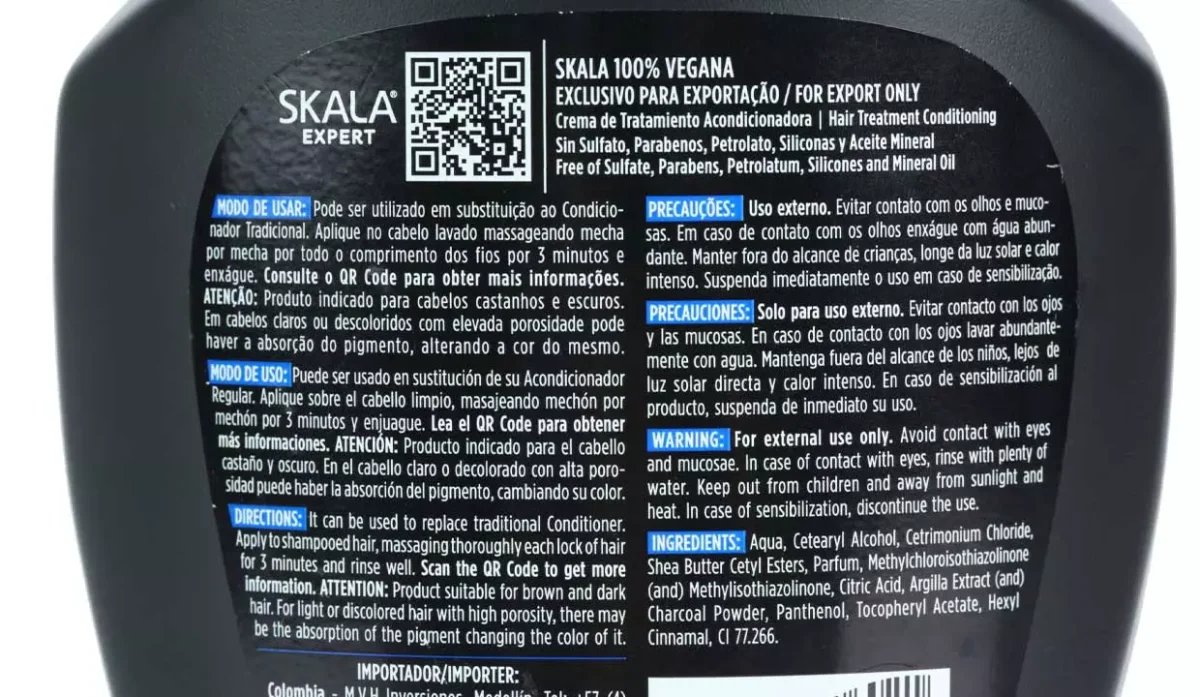 SKALA®
EXPERT
SKALA 100% VEGANA
EXCLUSIVO PARA EXPORTAÇÃO / FOR EXPORT ONLY
Crema de Tratamiento Acondicionadora | Hair Treatment Conditioning
Sin Sulfato, Parabenos, Petrolato, Siliconas y Aceite Mineral
Free of Sulfate, Parabens, Petrolatum, Silicones and Mineral Oil
MODO DE USAR: Pode ser utilizado em substituição ao Condicio-
nador Tradicional. Aplique no cabelo lavado massageando mecha
por mecha por todo o comprimento dos fios por 3 minutos e
enxágue. Consulte o QR Code para obter mais informações.
ATENÇÃO: Produto indicado para cabelos castanhos e escuros.
Em cabelos claros ou descoloridos com elevada porosidade pode
haver a absorção do pigmento, alterando a cor do mesmo.
MODO DE USO: Puede ser usado en sustitución de su Acondicionador
Regular. Aplique sobre el cabello limpio, masajeando mechón por
mechón por 3 minutos y enjuague. Lea el QR Code para obtener
más informaciones. ATENCIÓN: Producto indicado para el cabello
castaño y oscuro. En el cabello claro o decolorado con alta poro-
sidad puede haber la absorción del pigmento, cambiando su color.
DIRECTIONS: It can be used to replace traditional Conditioner.
Apply to shampooed hair, massaging thoroughly each lock of hair
for 3 minutes and rinse well. Scan the QR Code to get more
information. ATTENTION: Product suitable for brown and dark
hair. For light or discolored hair with high porosity, there may
be the absorption of the pigment changing the color of it.
IMPORTADOR/IMPORTER:
Colombia - M.V.H Inversiones, Medellín, Tel. +57 (4)
PRECAUÇÕES: Uso externo. Evitar contato com os olhos e muco-
sas. Em caso de contato com os olhos enxágue com água abun-
dante. Manter fora do alcance de crianças, longe da luz solar e calor
intenso. Suspenda imediatamente o uso em caso de sensibilização.
PRECAUCIONES: Solo para uso externo. Evitar contacto con los ojos
y las mucosas. En caso de contacto con los ojos lavar abundante-
mente con agua. Mantenga fuera del alcance de los niños, lejos de
luz solar directa y calor intenso. En caso de sensibilización al
producto, suspenda de inmediato su uso.
WARNING: For external use only. Avoid contact with eyes
and mucosae. In case of contact with eyes, rinse with plenty of
water. Keep out from children and away from sunlight and
heat. In case of sensibilization, discontinue the use.
INGREDIENTS: Aqua, Cetearyl Alcohol, Cetrimonium Chloride,
Shea Butter Cetyl Esters, Parfum, Methylchloroisothiazolinone
(and) Methylisothiazolinone, Citric Acid, Argilla Extract (and)
Charcoal Powder, Panthenol, Tocopheryl Acetate, Hexyl
Cinnamal, CI 77.266.